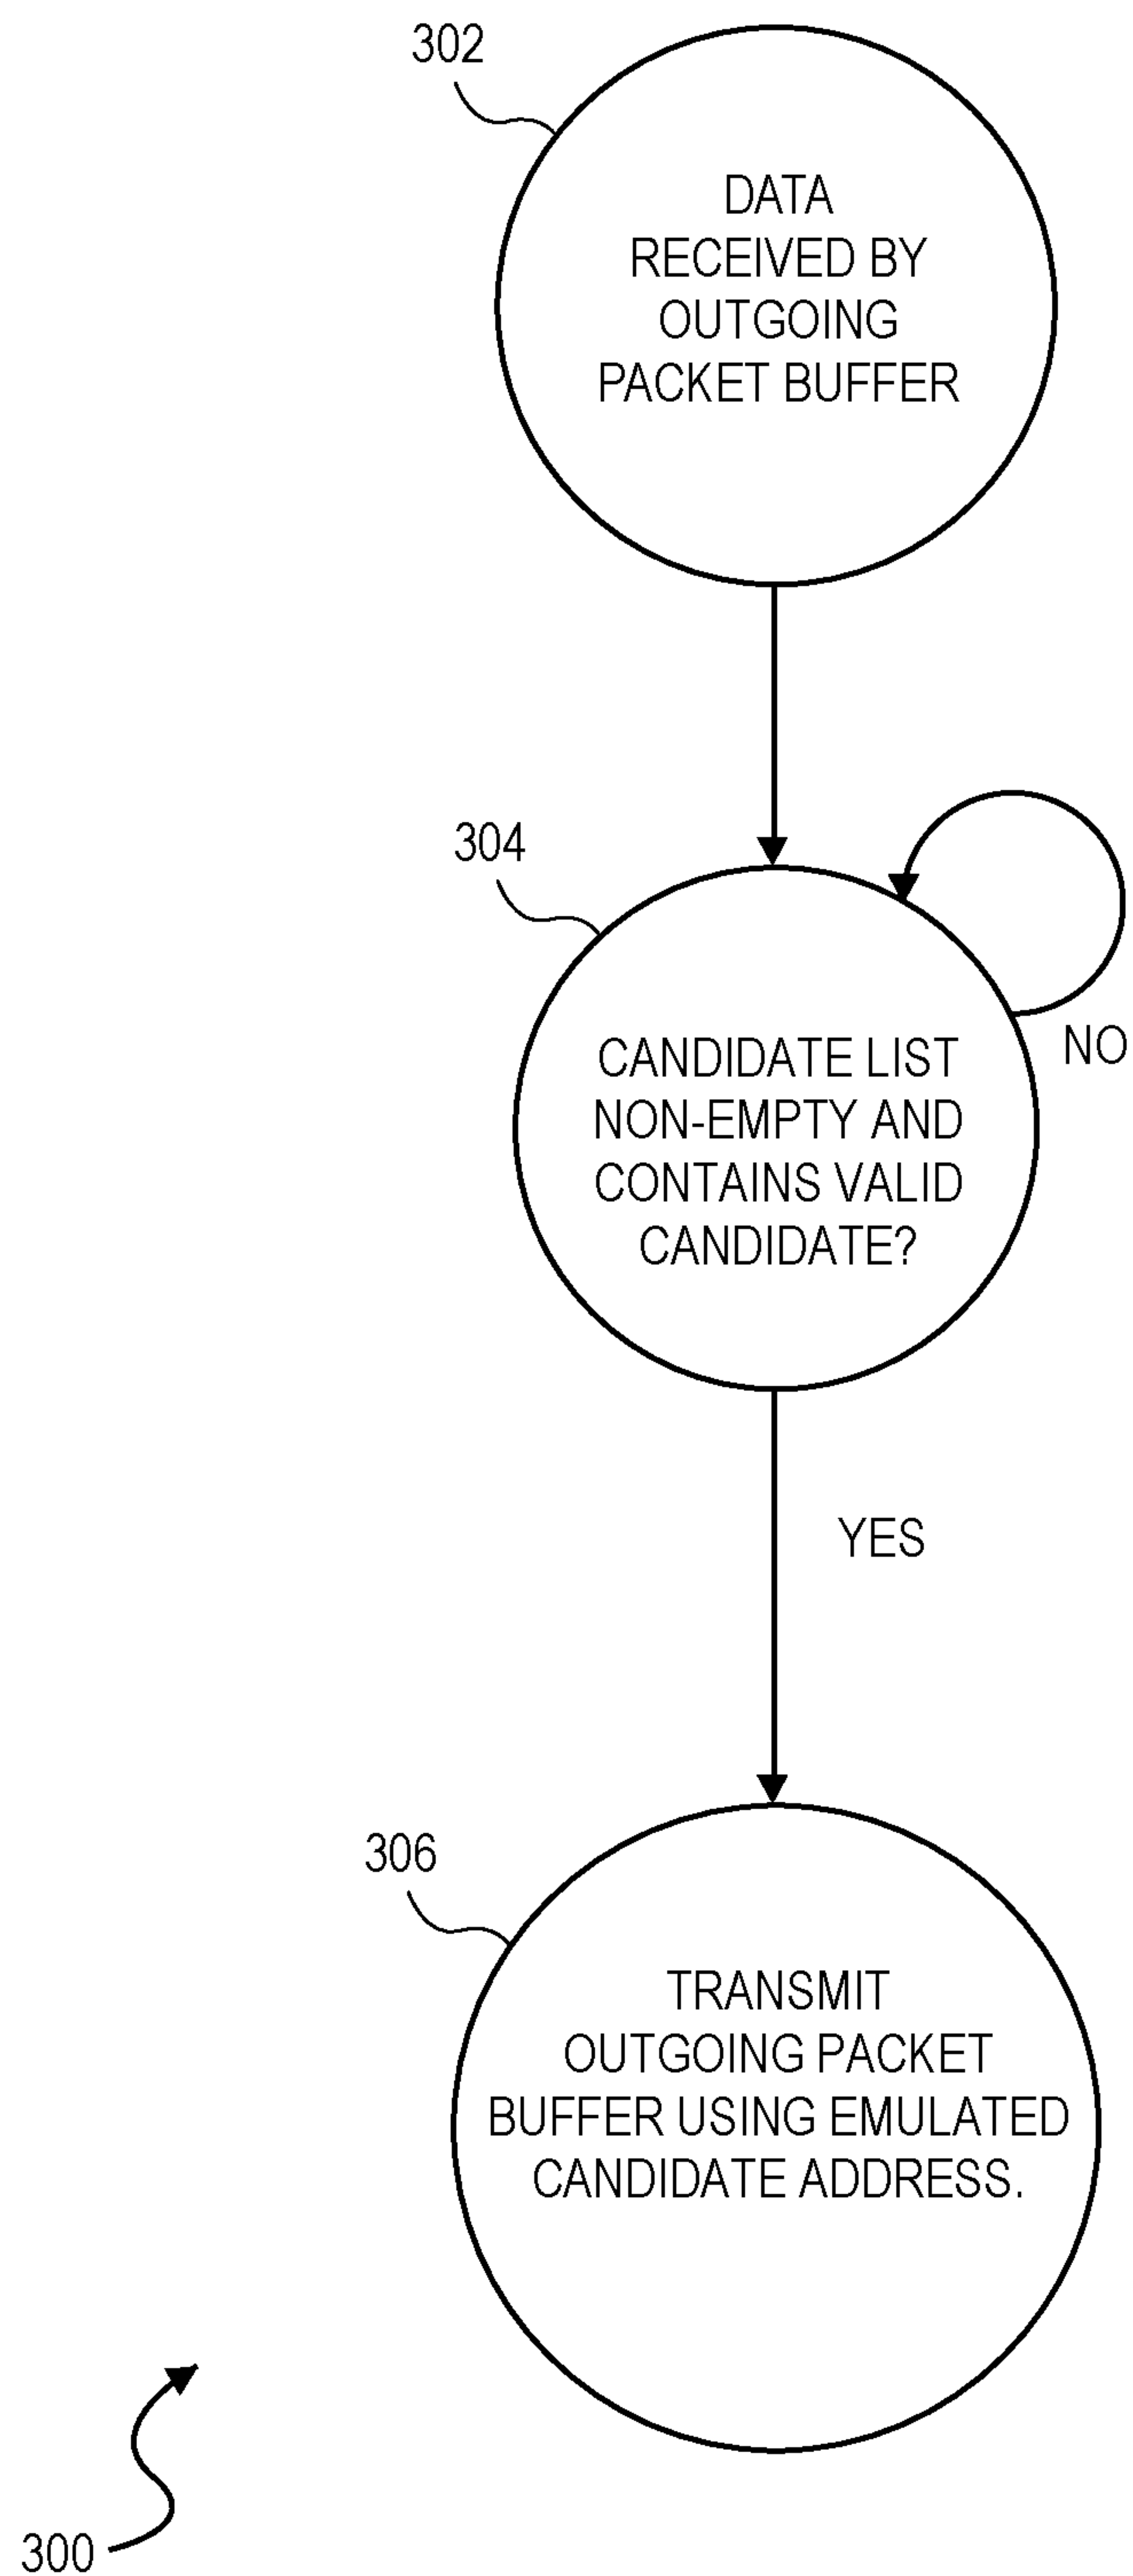 302
DATA
RECEIVED BY
OUTGOING
PACKET BUFFER
304
CANDIDATE LIST
NON-EMPTY AND
CONTAINS VALID
CANDIDATE?
NO
YES
306
TRANSMIT
OUTGOING PACKET
BUFFER USING EMULATED
CANDIDATE ADDRESS.
300